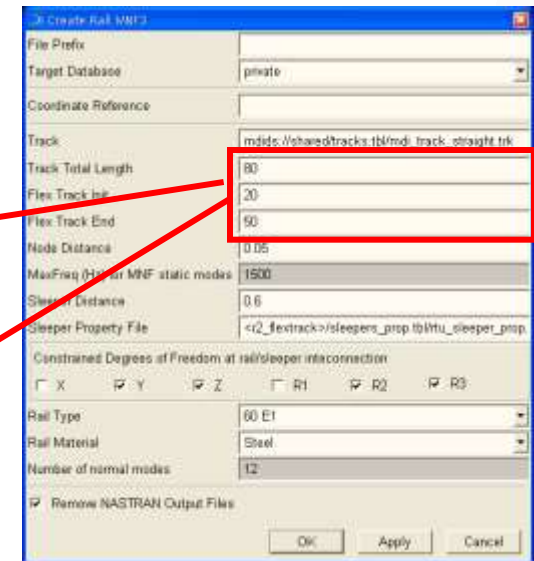 Create Rail MNF3
File Prefix
Target Database private
Coordinate Reference
Track mdids://shared/tracks.tbl/mdi_track_straight.trk
Track Total Length 80
Flex Track Init 20
Flex Track End 50
Node Distance 0.05
MaxFreq (Hz) for MNF static modes 1500
Sleeper Distance 0.6
Sleeper Property File <r2_flextrack>/sleepers_prop.tbl/rfu_sleeper_prop.
Constrained Degrees of Freedom at rail/sleeper inteconnection
X Y Z R1 R2 R3
Rail Type 60 E1
Rail Material Steel
Number of normal modes 12
Remove NASTRAN Output Files
OK Apply Cancel